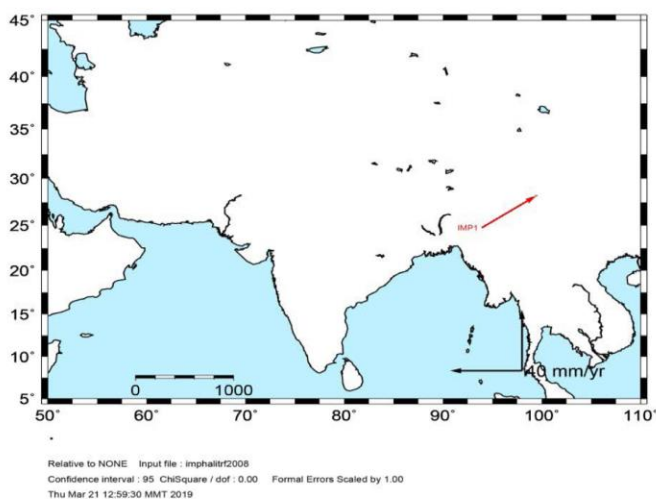 45°
40°
35°
30°
25°
20°
15°
10°
5°
IMP1
40 mm/yr
0 1000
50° 60° 70° 80° 90° 100° 110°
Relative to NONE Input file : imphalitrf2008
Confidence interval : 95 ChiSquare / dof : 0.00 Formal Errors Scaled by 1.00
Thu Mar 21 12:59:30 MMT 2019